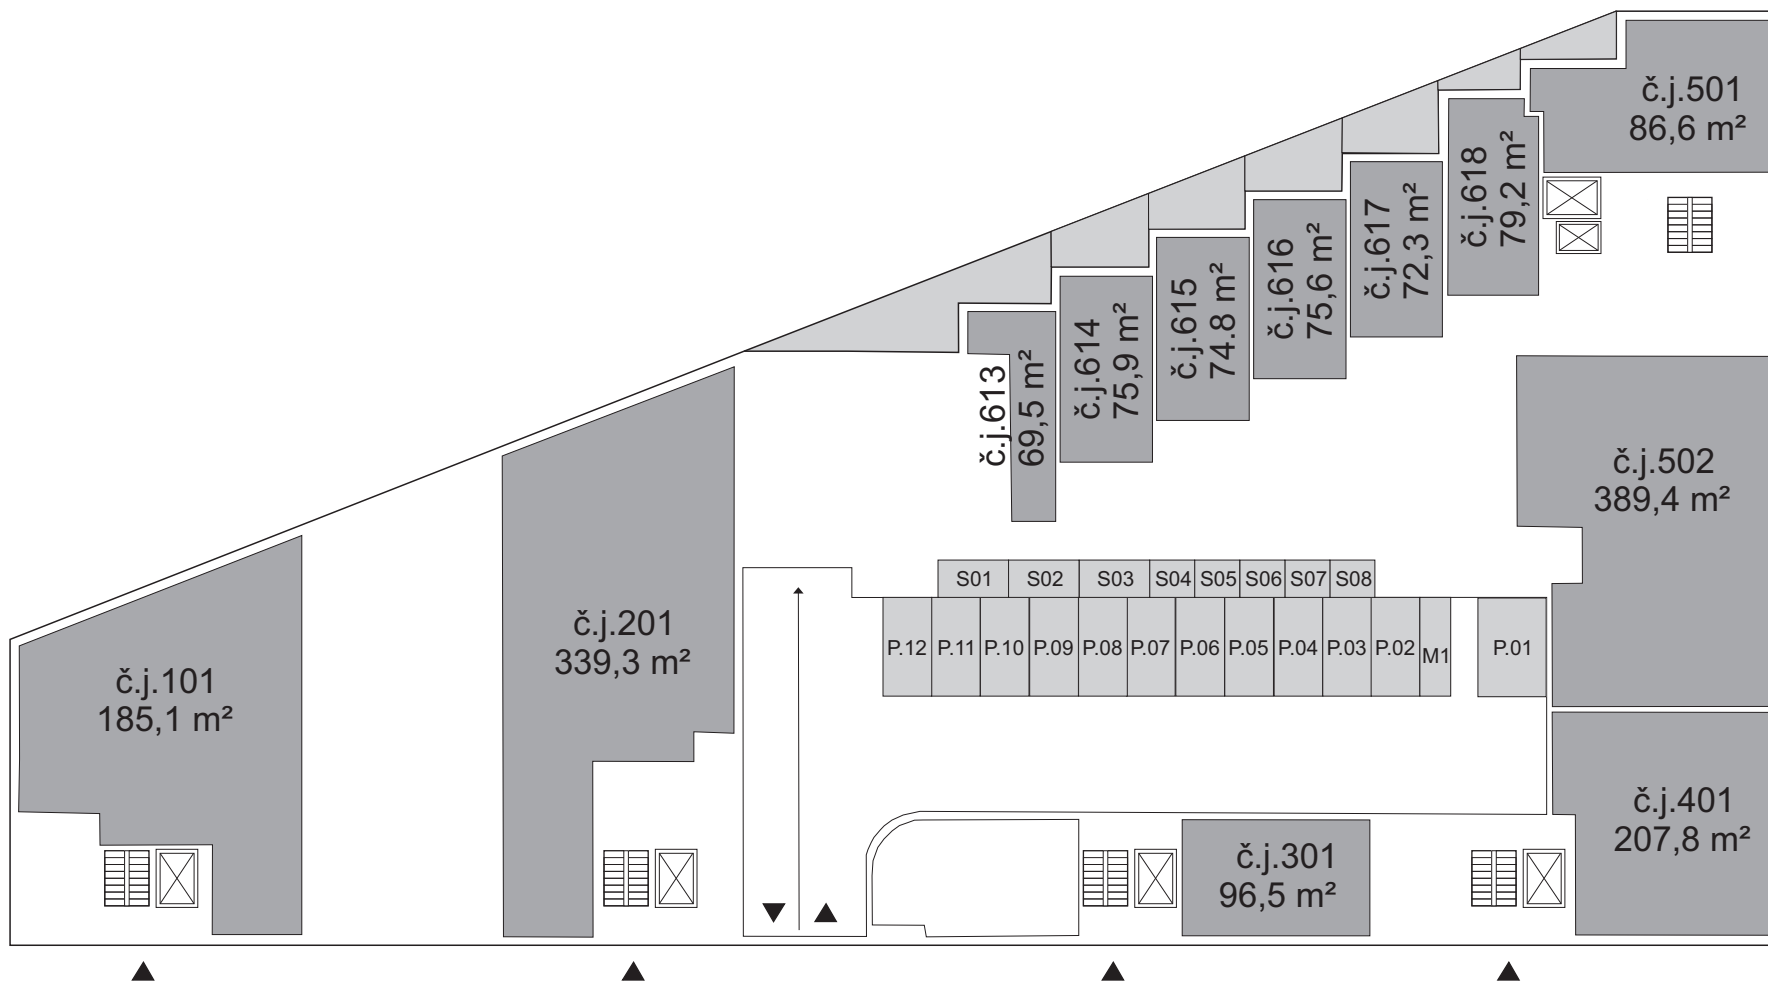 č.j.501
86,6 m²
č.j.618
79,2 m²
č.j.617
72,3 m²
č.j.616
75,6 m²
č.j.615
74.8 m²
č.j.614
75,9 m²
č.j.613
69,5 m²
č.j.502
389,4 m²
S01 S02 S03 S04 S05 S06 S07 S08
P.12 P.11 P.10 P.09 P.08 P.07 P.06 P.05 P.04 P.03 P.02 M1 P.01
č.j.201
339,3 m²
č.j.101
185,1 m²
č.j.401
207,8 m²
č.j.301
96,5 m²